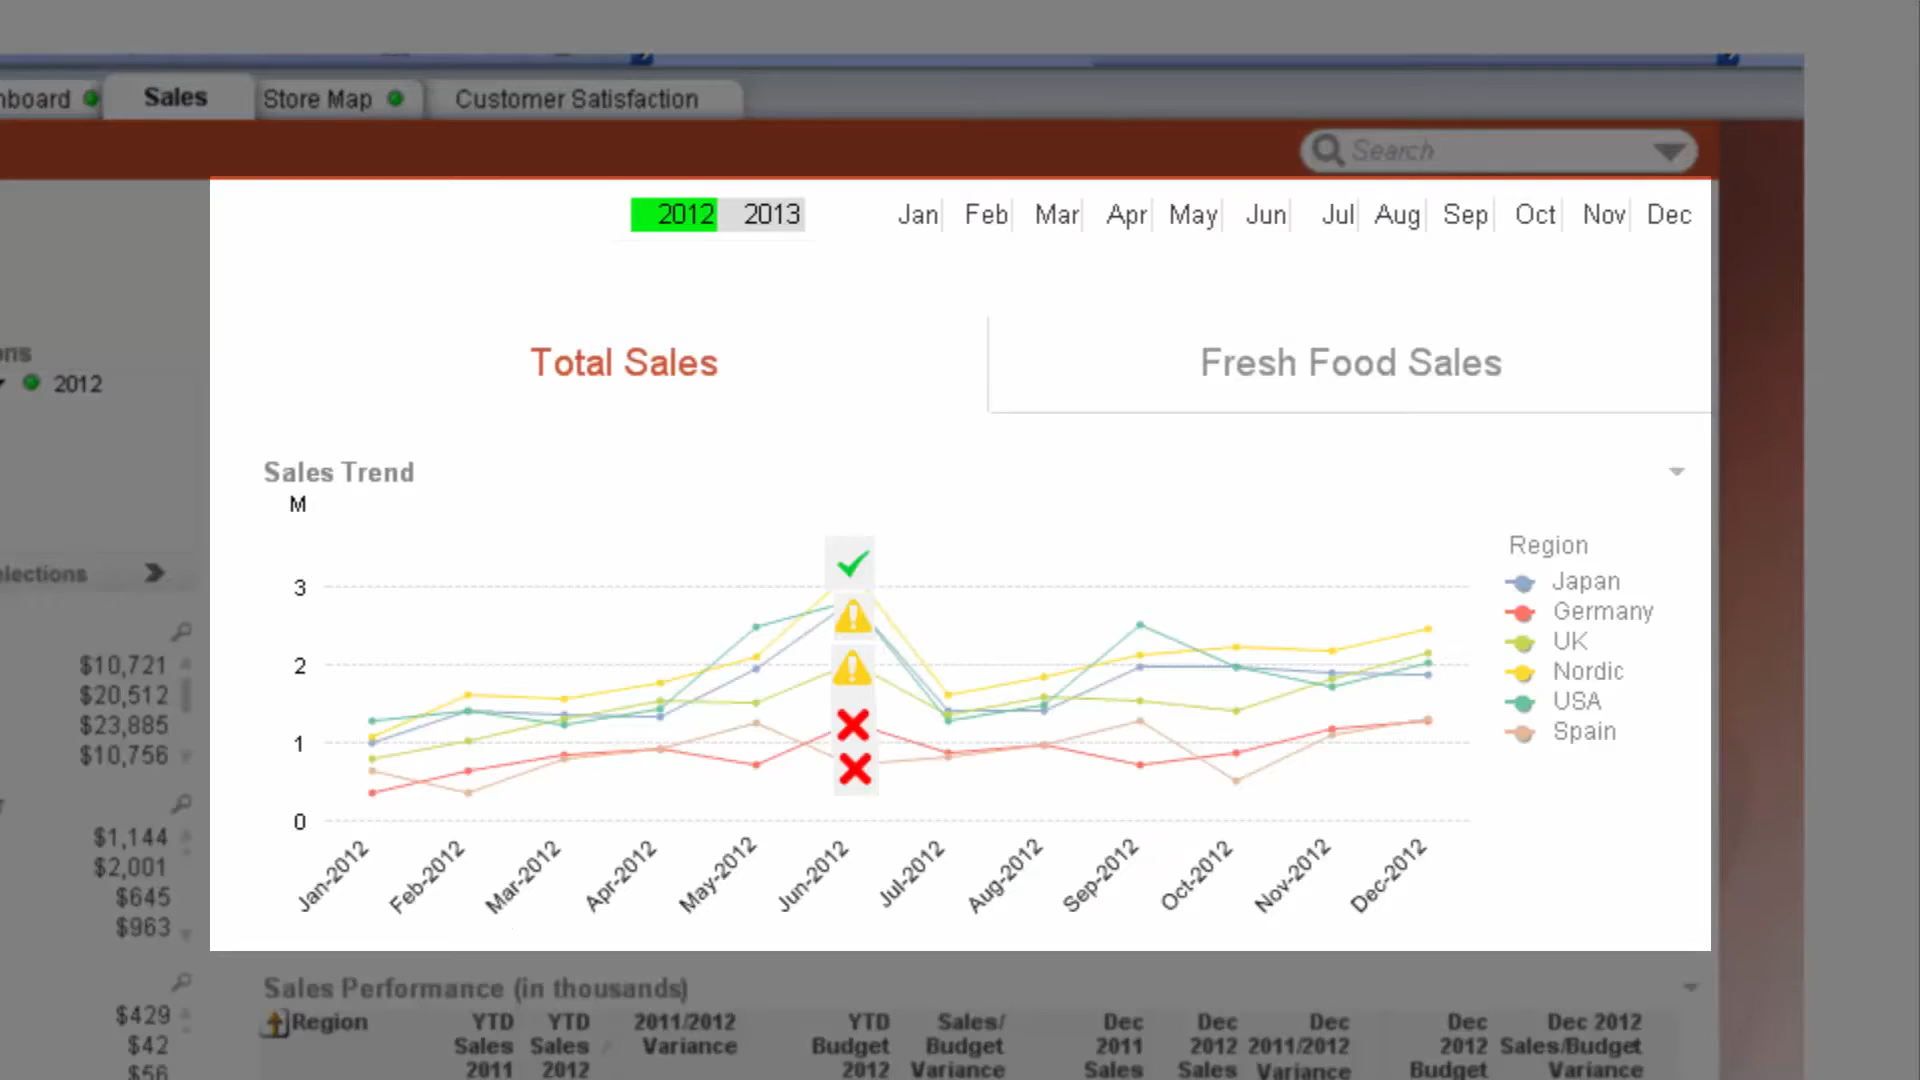 Sales
Store Map
Customer Satisfaction
Search
2012 2013 Jan Feb Mar Apr May Jun Jul Aug Sep Oct Nov Dec
Total Sales
Fresh Food Sales
2012
Sales Trend
M
3
2
1
0
Region
Japan
Germany
UK
Nordic
USA
Spain
Jan-2012 Feb-2012 Mar-2012 Apr-2012 May-2012 Jun-2012 Jul-2012 Aug-2012 Sep-2012 Oct-2012 Nov-2012 Dec-2012
$10,721
$20,512
$23,885
$10,756
$1,144
$2,001
$645
$963
$429
$42
$56
Sales Performance (in thousands)
Region YTD YTD 2011/2012 YTD Sales/ Dec Dec Dec Dec Dec 2012
Sales Sales Variance Budget Budget 2011 2012 2011/2012 2012 Sales/Budget
2011 2012 2012 Variance Sales Sales Variance Budget Variance